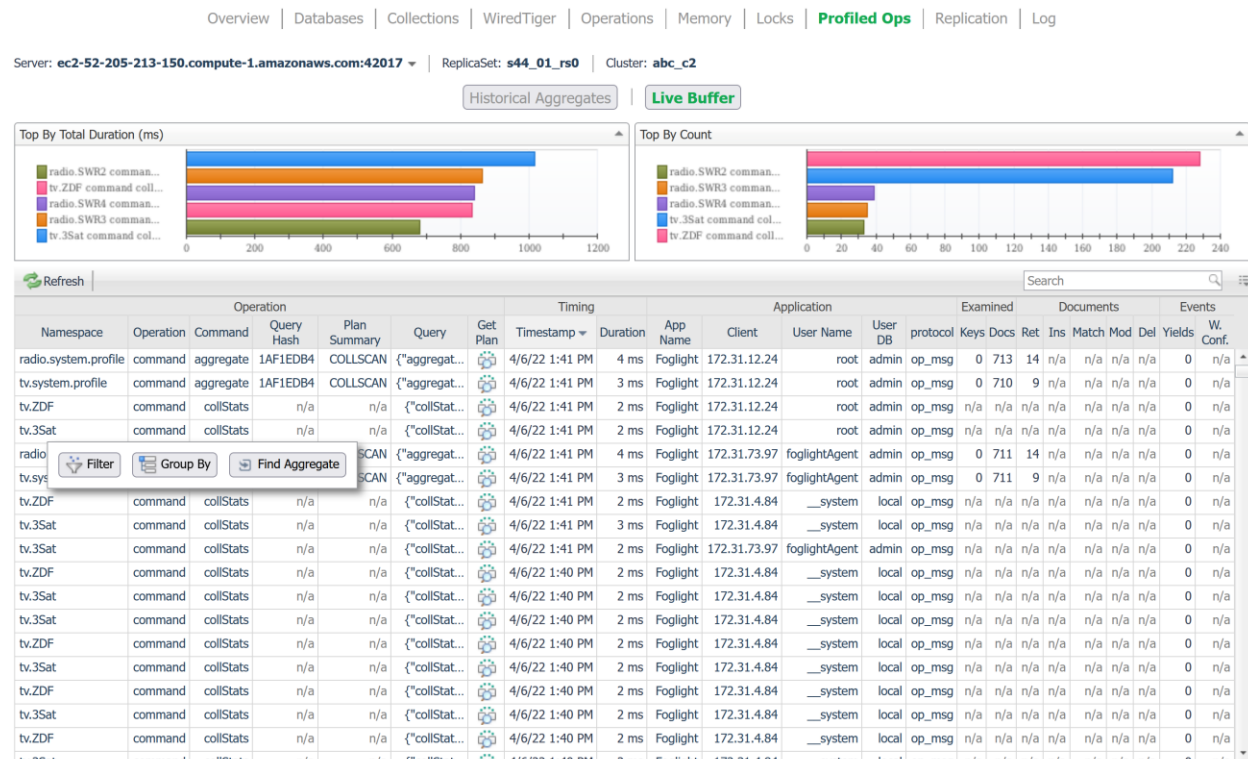 Overview | Databases | Collections | WiredTiger | Operations | Memory | Locks | Profiled Ops | Replication | Log
Server: ec2-52-205-213-150.compute-1.amazonaws.com:42017 | ReplicaSet: s44_01_rs0 | Cluster: abc_c2
Historical Aggregates | Live Buffer
Top By Total Duration (ms)
radio.SWR2 comman...
tv.ZDF command coll...
radio.SWR4 comman...
radio.SWR3 comman...
tv.3Sat command col...
0 200 400 600 800 1000 1200
Top By Count
radio.SWR2 comman...
radio.SWR3 comman...
radio.SWR4 comman...
tv.3Sat command col...
tv.ZDF command coll...
0 20 40 60 80 100 120 140 160 180 200 220 240
Refresh Search
Operation Timing Application Examined Documents Events
Namespace Operation Command Query Hash Plan Summary Query Get Plan Timestamp Duration App Name Client User Name User DB protocol Keys Docs Ret Ins Match Mod Del Yields W. Conf.
radio.system.profile command aggregate 1AF1EDB4 COLLSCAN {"aggregat... 4/6/22 1:41 PM 4 ms Foglight 172.31.12.24 root admin op_msg 0 713 14 n/a n/a n/a n/a 0 n/a
tv.system.profile command aggregate 1AF1EDB4 COLLSCAN {"aggregat... 4/6/22 1:41 PM 3 ms Foglight 172.31.12.24 root admin op_msg 0 710 9 n/a n/a n/a n/a 0 n/a
tv.ZDF command collStats n/a n/a {"collStat... 4/6/22 1:41 PM 2 ms Foglight 172.31.12.24 root admin op_msg n/a n/a n/a n/a n/a n/a n/a 0 n/a
tv.3Sat command collStats n/a n/a {"collStat... 4/6/22 1:41 PM 2 ms Foglight 172.31.12.24 root admin op_msg n/a n/a n/a n/a n/a n/a n/a 0 n/a
radio SCAN {"aggregat... 4/6/22 1:41 PM 4 ms Foglight 172.31.73.97 foglightAgent admin op_msg 0 711 14 n/a n/a n/a n/a 0 n/a
Filter Group By Find Aggregate
tv.sys SCAN {"aggregat... 4/6/22 1:41 PM 3 ms Foglight 172.31.73.97 foglightAgent admin op_msg 0 711 9 n/a n/a n/a n/a 0 n/a
tv.ZDF command collStats n/a n/a {"collStat... 4/6/22 1:41 PM 2 ms Foglight 172.31.4.84 __system local op_msg n/a n/a n/a n/a n/a n/a n/a 0 n/a
tv.3Sat command collStats n/a n/a {"collStat... 4/6/22 1:41 PM 3 ms Foglight 172.31.4.84 __system local op_msg n/a n/a n/a n/a n/a n/a n/a 0 n/a
tv.3Sat command collStats n/a n/a {"collStat... 4/6/22 1:41 PM 2 ms Foglight 172.31.73.97 foglightAgent admin op_msg n/a n/a n/a n/a n/a n/a n/a 0 n/a
tv.ZDF command collStats n/a n/a {"collStat... 4/6/22 1:40 PM 2 ms Foglight 172.31.4.84 __system local op_msg n/a n/a n/a n/a n/a n/a n/a 0 n/a
tv.3Sat command collStats n/a n/a {"collStat... 4/6/22 1:40 PM 2 ms Foglight 172.31.4.84 __system local op_msg n/a n/a n/a n/a n/a n/a n/a 0 n/a
tv.3Sat command collStats n/a n/a {"collStat... 4/6/22 1:40 PM 2 ms Foglight 172.31.4.84 __system local op_msg n/a n/a n/a n/a n/a n/a n/a 0 n/a
tv.ZDF command collStats n/a n/a {"collStat... 4/6/22 1:40 PM 2 ms Foglight 172.31.4.84 __system local op_msg n/a n/a n/a n/a n/a n/a n/a 0 n/a
tv.3Sat command collStats n/a n/a {"collStat... 4/6/22 1:40 PM 2 ms Foglight 172.31.4.84 __system local op_msg n/a n/a n/a n/a n/a n/a n/a 0 n/a
tv.ZDF command collStats n/a n/a {"collStat... 4/6/22 1:40 PM 2 ms Foglight 172.31.4.84 __system local op_msg n/a n/a n/a n/a n/a n/a n/a 0 n/a
tv.3Sat command collStats n/a n/a {"collStat... 4/6/22 1:40 PM 2 ms Foglight 172.31.4.84 __system local op_msg n/a n/a n/a n/a n/a n/a n/a 0 n/a
tv.ZDF command collStats n/a n/a {"collStat... 4/6/22 1:40 PM 2 ms Foglight 172.31.4.84 __system local op_msg n/a n/a n/a n/a n/a n/a n/a 0 n/a